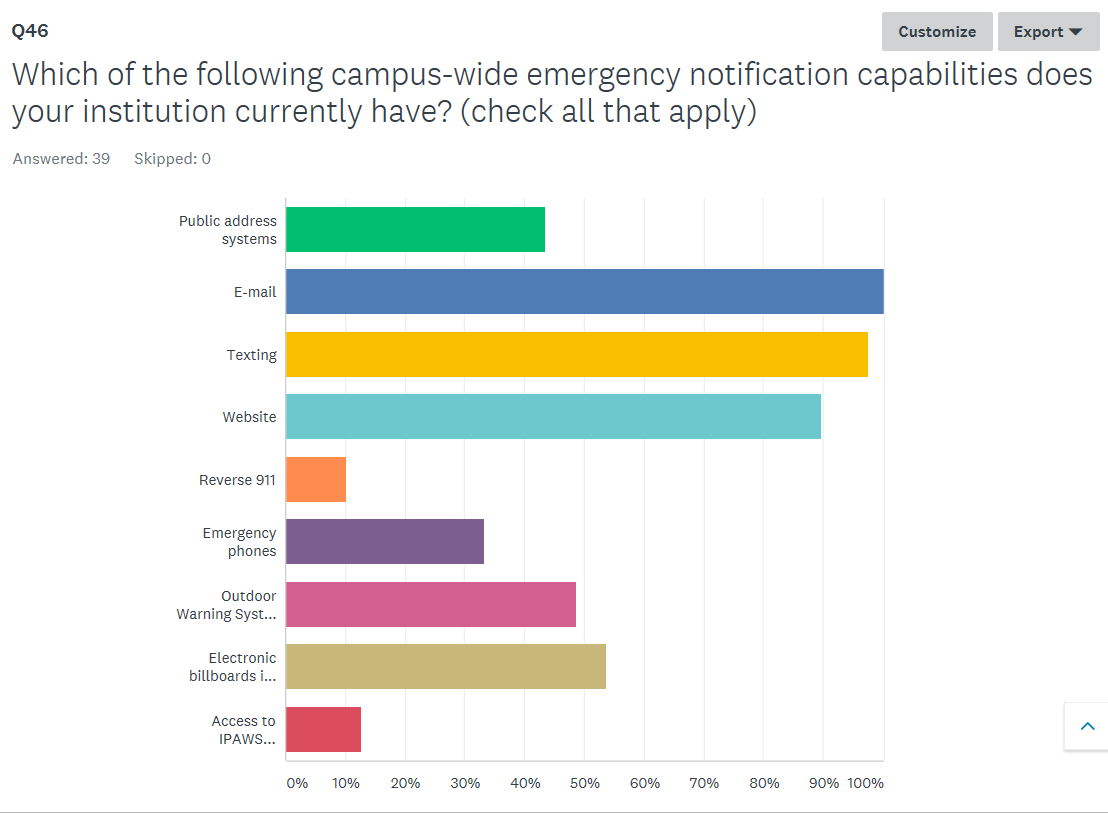 Q46
Customize
Export
Which of the following campus-wide emergency notification capabilities does
your institution currently have? (check all that apply)
Answered: 39 Skipped: 0
Public address
systems
E-mail
Texting
Website
Reverse 911
Emergency
phones
Outdoor
Warning Syst...
Electronic
billboards i...
Access to
IPAWS...
0% 10% 20% 30% 40% 50% 60% 70% 80% 90% 100%